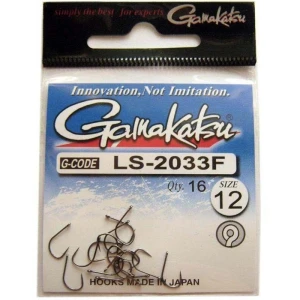 simply the best for experts
Gamakatsu
Innovation, Not Imitation.
Gamakatsu
G-CODE LS-2033F
Qty. 16 SIZE
12
HOOKS MADE IN JAPAN